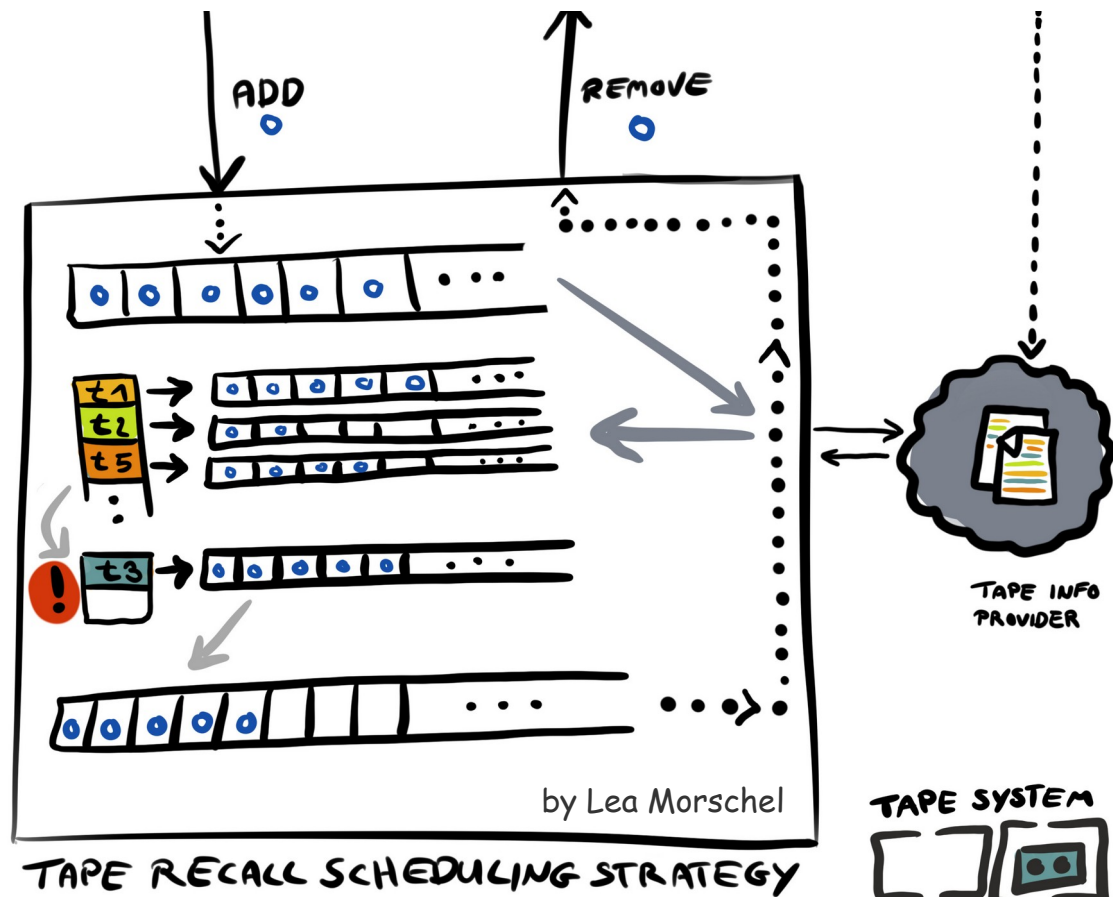 ADD
REMOVE
t1
t2
t5
!
t3
TAPE INFO
PROVIDER
by Lea Morschel
TAPE SYSTEM
TAPE RECALL SCHEDULING STRATEGY